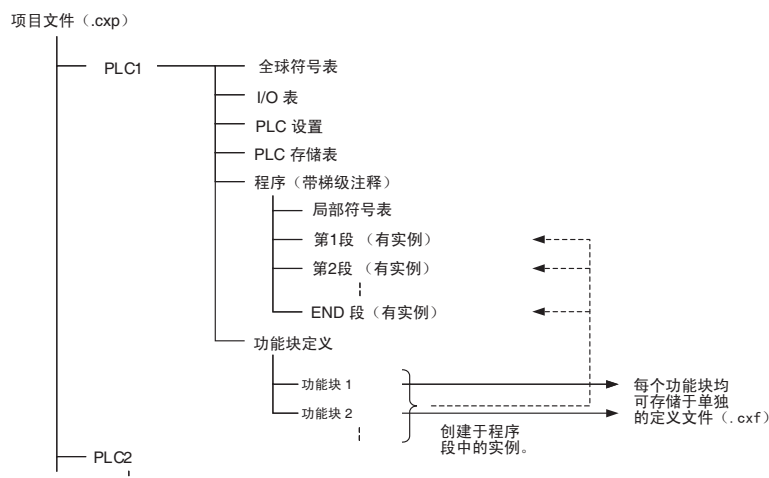 项目文件（.cxp）
PLC1
全球符号表
I/O 表
PLC 设置
PLC 存储表
程序（带梯级注释）
局部符号表
第1段 （有实例）
第2段 （有实例）
END 段（有实例）
功能块定义
功能块 1
功能块 2
每个功能块均
可存储于单独
的定义文件（.cxf）
创建于程序
段中的实例。
PLC2